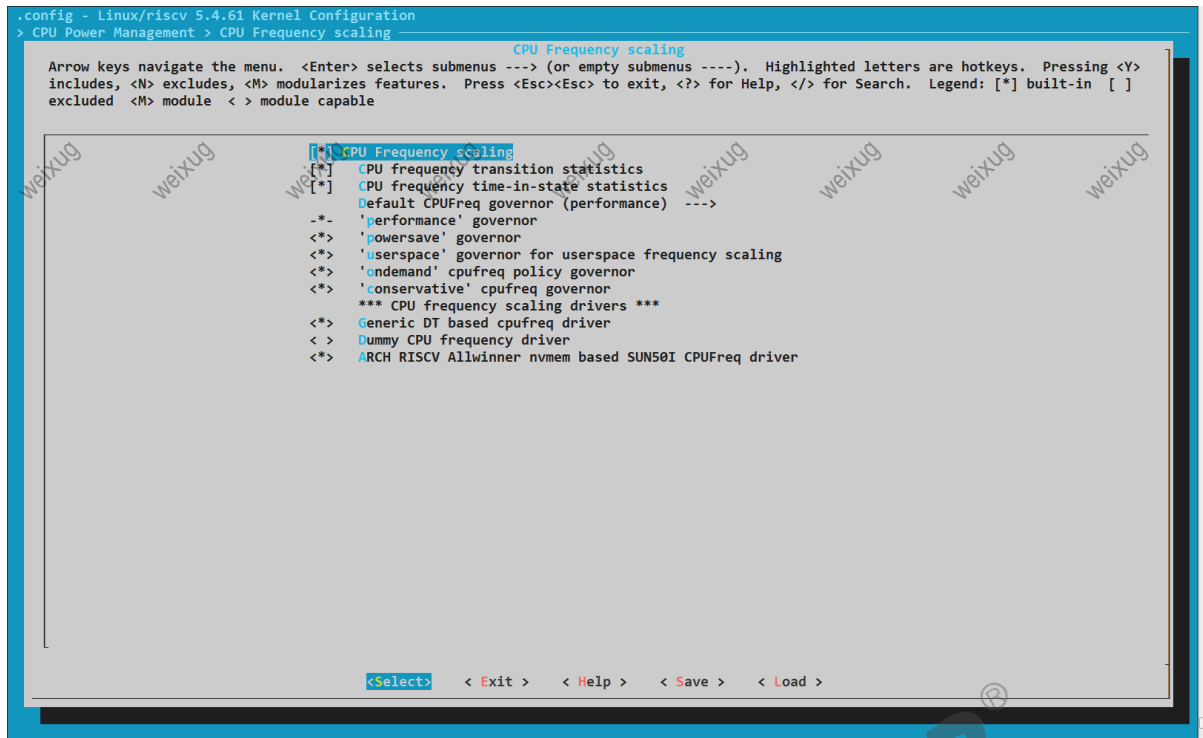 .config - Linux/riscv 5.4.61 Kernel Configuration
> CPU Power Management > CPU Frequency scaling
CPU Frequency scaling
Arrow keys navigate the menu.  <Enter> selects submenus ---> (or empty submenus ----).  Highlighted letters are hotkeys.  Pressing <Y>
includes, <N> excludes, <M> modularizes features.  Press <Esc><Esc> to exit, <?> for Help, </> for Search.  Legend: [*] built-in  [ ]
excluded  <M> module  < > module capable
[*] CPU Frequency scaling
weixug weixug weixug weixug weixug weixug weixug weixug weixug
[*]   CPU frequency transition statistics
[*]   CPU frequency time-in-state statistics
Default CPUFreq governor (performance)  --->
-*-   'performance' governor
<*>   'powersave' governor
<*>   'userspace' governor for userspace frequency scaling
<*>   'ondemand' cpufreq policy governor
<*>   'conservative' cpufreq governor
*** CPU frequency scaling drivers ***
<*>   Generic DT based cpufreq driver
< >   Dummy CPU frequency driver
<*>   ARCH RISCV Allwinner nvmem based SUN50I CPUFreq driver
<Select>    < Exit >    < Help >    < Save >    < Load >
®